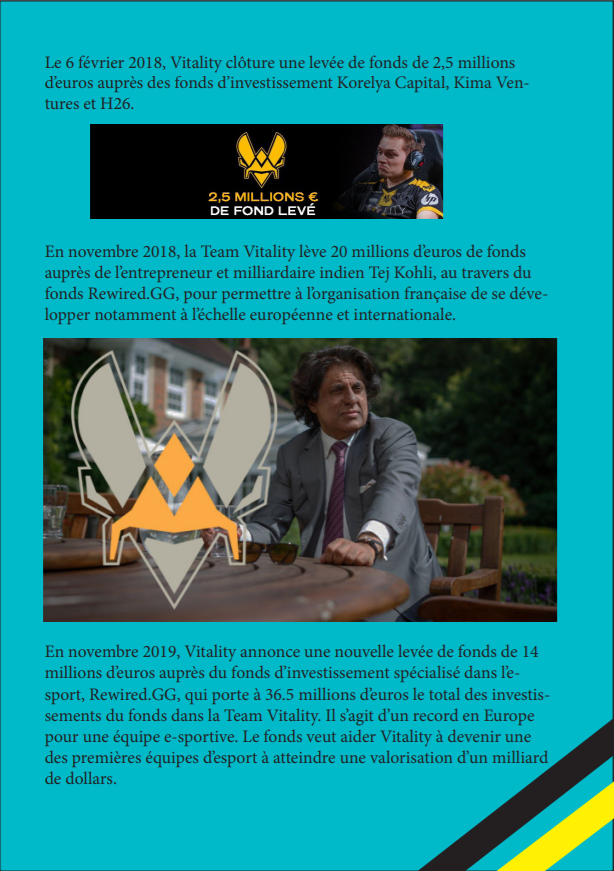 Le 6 février 2018, Vitality clôture une levée de fonds de 2,5 millions
d'euros auprès des fonds d'investissement Korelya Capital, Kima Ven-
tures et H26.
2,5 MILLIONS €
DE FOND LEVÉ
En novembre 2018, la Team Vitality lève 20 millions d'euros de fonds
auprès de l'entrepreneur et milliardaire indien Tej Kohli, au travers du
fonds Rewired.GG, pour permettre à l'organisation française de se déve-
lopper notamment à l'échelle européenne et internationale.
En novembre 2019, Vitality annonce une nouvelle levée de fonds de 14
millions d'euros auprès du fonds d'investissement spécialisé dans l'e-
sport, Rewired.GG, qui porte à 36.5 millions d'euros le total des investis-
sements du fonds dans la Team Vitality. Il s'agit d'un record en Europe
pour une équipe e-sportive. Le fonds veut aider Vitality à devenir une
des premières équipes d'esport à atteindre une valorisation d'un milliard
de dollars.